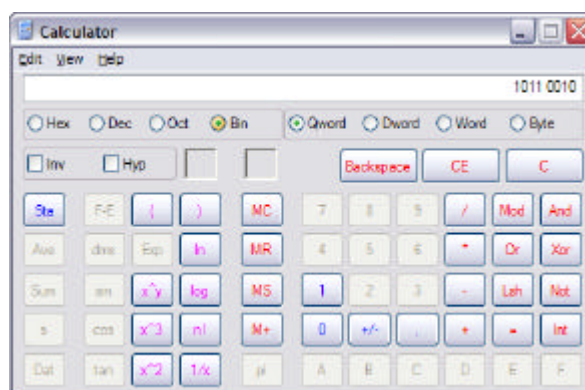 Calculator
Edit View Help
1011 0010
Hex Dec Oct Bin Qword Dword Word Byte
Inv Hyp Backspace CE C
Sta F-E ( ) MC 7 8 9 / Mod And
Ave dms Exp ln MR 4 5 6 * Or Xor
Sum sin x^y log MS 1 2 3 - Lsh Not
s cos x^3 n! M+ 0 +/- . + = Int
Dat tan x^2 1/x pi A B C D E F